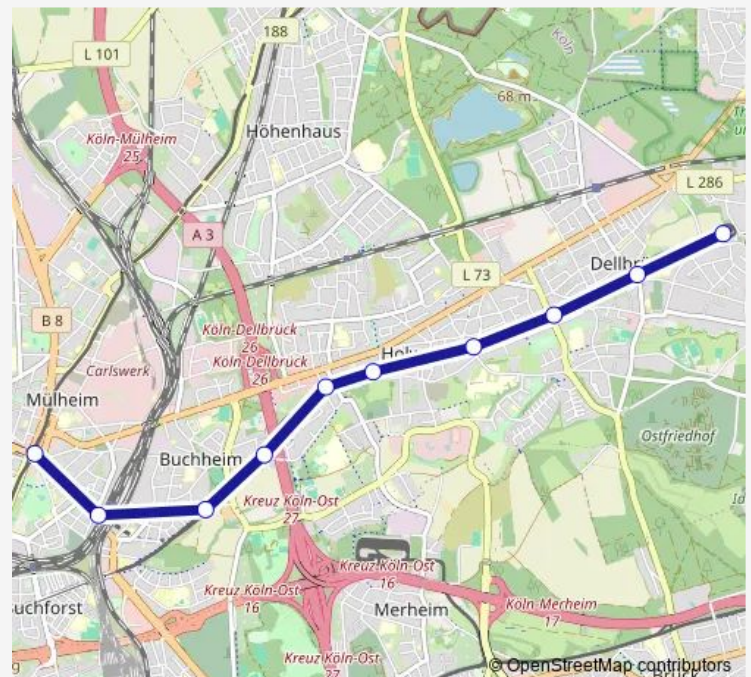 188
L 101
Köln
Höhenhaus
68 m
Köln-Mülheim
25
L 286
A 3
L 73
B 8
Köln-Dellbrück
26
Köln-Dellbrück
26
Carlswerk
Mülheim
Ostfriedhof
Buchheim
Kreuz Köln-Ost
27
Kreuz Köln-Ost
16
Kreuz Köln-Ost
16
Merheim
Köln-Merheim
17
Kreuz Köln-Ost
27
© OpenStreetMap contributors